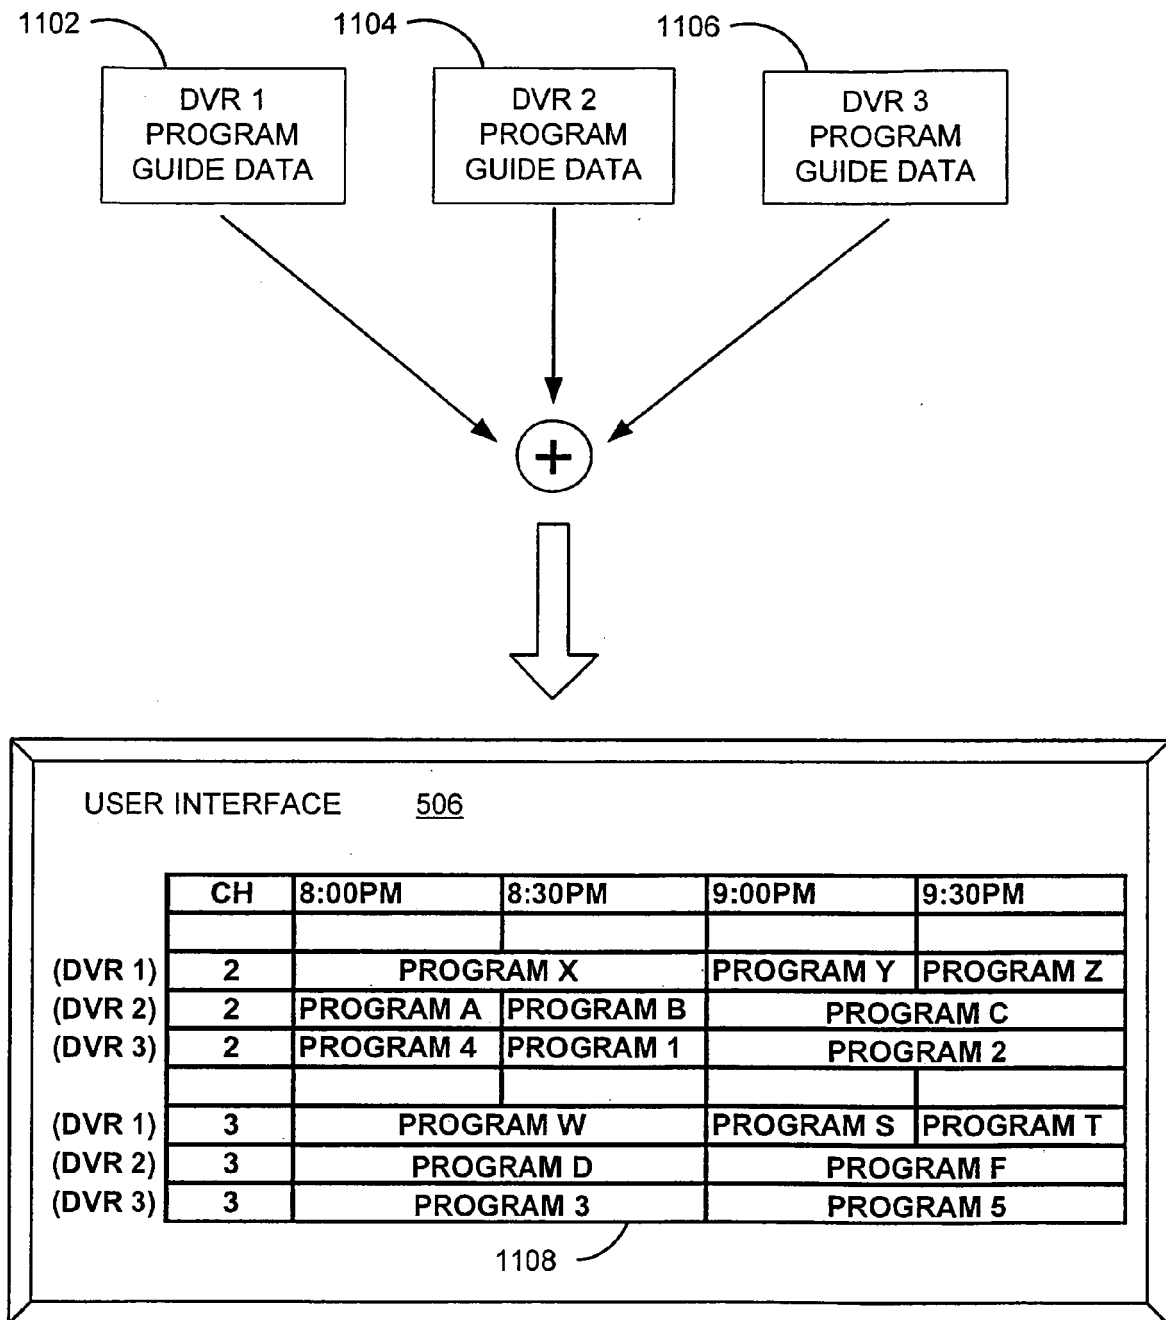 1102 1104 1106
DVR 1 PROGRAM GUIDE DATA
DVR 2 PROGRAM GUIDE DATA
DVR 3 PROGRAM GUIDE DATA
+
USER INTERFACE 506
CH 8:00PM 8:30PM 9:00PM 9:30PM
(DVR 1) 2 PROGRAM X PROGRAM Y PROGRAM Z
(DVR 2) 2 PROGRAM A PROGRAM B PROGRAM C
(DVR 3) 2 PROGRAM 4 PROGRAM 1 PROGRAM 2
(DVR 1) 3 PROGRAM W PROGRAM S PROGRAM T
(DVR 2) 3 PROGRAM D PROGRAM F
(DVR 3) 3 PROGRAM 3 PROGRAM 5
1108